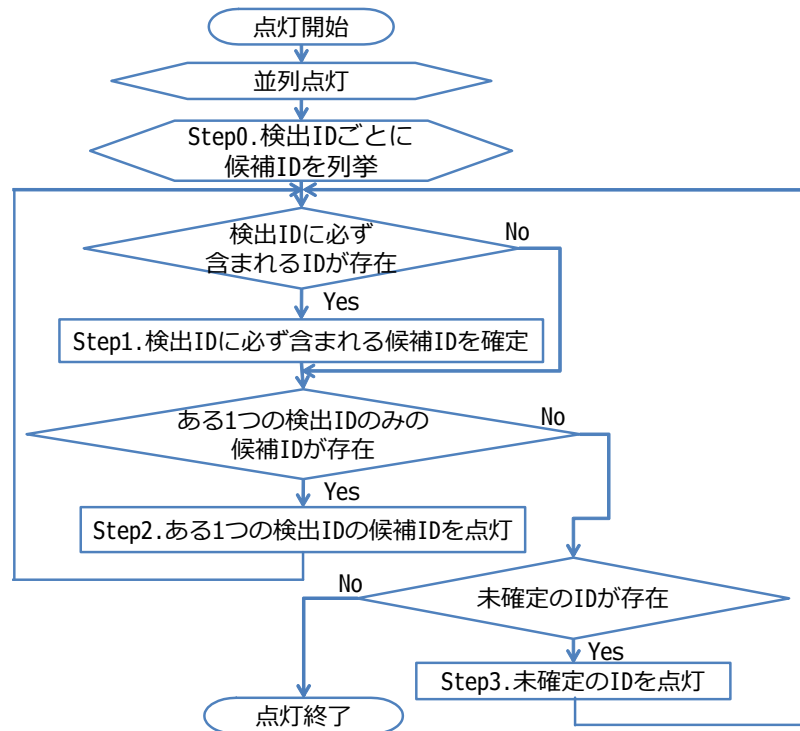 点灯開始
並列点灯
Step0.検出IDごとに
候補IDを列挙
検出IDに必ず
含まれるIDが存在
No
Yes
Step1.検出IDに必ず含まれる候補IDを確定
ある1つの検出IDのみの
候補IDが存在
No
Yes
Step2.ある1つの検出IDの候補IDを点灯
No
未確定のIDが存在
Yes
Step3.未確定のIDを点灯
点灯終了